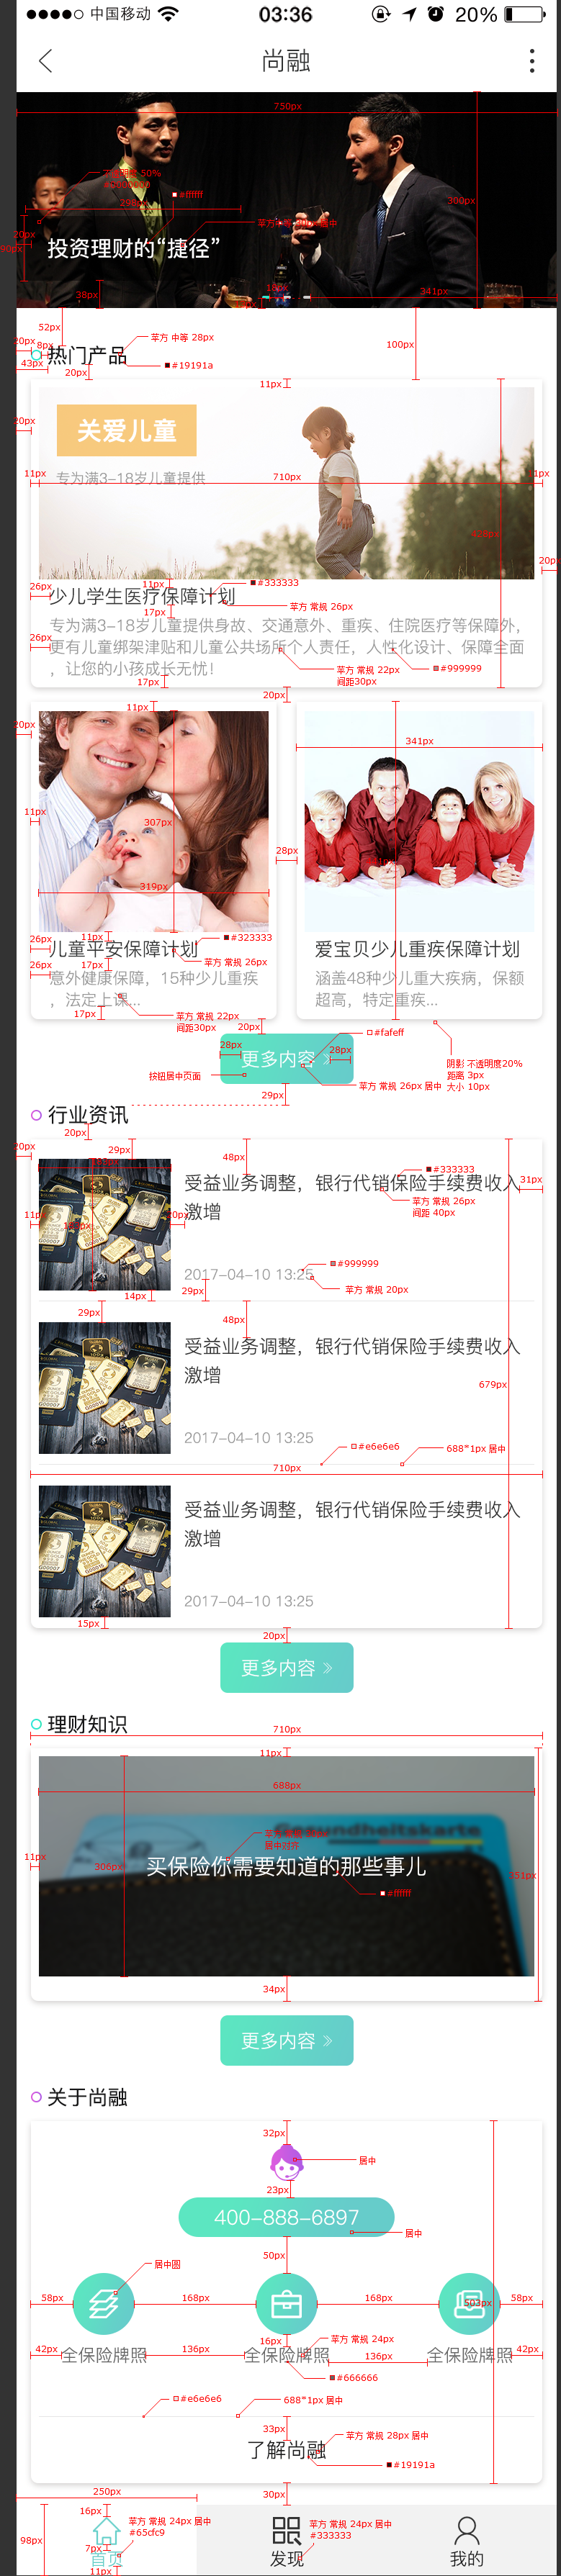 中国移动
03:36
20%
尚融
750px
不透明度 50%
#ffffff
300px
20px
90px
投资理财的“捷径”
38px
341px
52px
20px
8px
热门产品
苹方 中等 28px
100px
43px
20px
#19191a
11px
关爱儿童
20px
专为满3-18岁儿童提供
11px
710px
11px
20px
#333333
26px
11px
少儿学生医疗保障计划
17px
苹方 常规 26px
专为满3-18岁儿童提供身故、交通意外、重疾、住院医疗等保障外,
26px
更有儿童绑架津贴和儿童公共场所个人责任，人性化设计、保障全面
，让您的小孩成长无忧!
苹方 常规 22px
间距30px
#999999
17px
20px
11px
20px
341px
11px
307px
28px
319px
26px
11px
#323333
儿童平安保障计划
爱宝贝少儿重疾保障计划
26px
17px
苹方 常规 26px
意外健康保障，15种少儿重疾
，法定上课...
涵盖48种少儿重大疾病，保额
超高，特定重疾...
17px
苹方 常规 22px
间距30px
20px
#fafeff
28px
更多内容
28px
阴影 不透明度20%
距离 3px
大小 10px
按钮居中页面
苹方 常规 26px 居中
29px
行业资讯
20px
20px
29px
48px
#333333
受益业务调整，银行代销保险手续费收入
激增
31px
苹方 常规 26px
间距 40px
11px
20px
#999999
2017-04-10 13:25
14px
29px
苹方 常规 20px
29px
48px
受益业务调整，银行代销保险手续费收入
激增
679px
2017-04-10 13:25
#e6e6e6
688*1px 居中
710px
受益业务调整，银行代销保险手续费收入
激增
2017-04-10 13:25
15px
20px
更多内容
理财知识
710px
11px
688px
11px
306px
买保险你需要知道的那些事儿
351px
#ffffff
34px
更多内容
关于尚融
32px
居中
23px
400-888-6897
居中
50px
居中圆
58px
168px
168px
503px
58px
16px
苹方 常规 24px
42px
全保险牌照
136px
全保险牌照
136px
全保险牌照
42px
#666666
#e6e6e6
688*1px 居中
33px
苹方 常规 28px 居中
了解尚融
#19191a
250px
30px
16px
98px
苹方 常规 24px 居中
#65cfc9
苹方 常规 24px 居中
#333333
7px
首页
发现
我的
11px